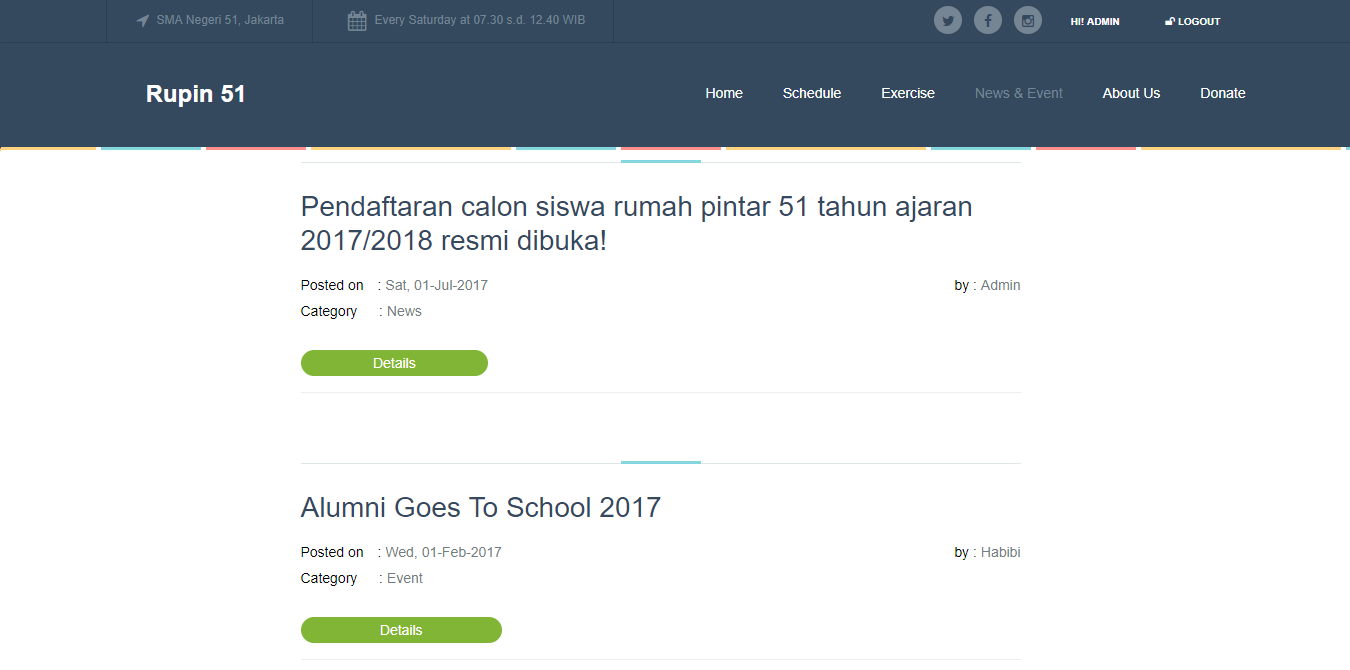 SMA Negeri 51, Jakarta
Every Saturday at 07.30 s.d. 12.40 WIB
HI! ADMIN
LOGOUT
Rupin 51
Home
Schedule
Exercise
News & Event
About Us
Donate
Pendaftaran calon siswa rumah pintar 51 tahun ajaran
2017/2018 resmi dibuka!
Posted on : Sat, 01-Jul-2017
by : Admin
Category : News
Details
Alumni Goes To School 2017
Posted on : Wed, 01-Feb-2017
by : Habibi
Category : Event
Details